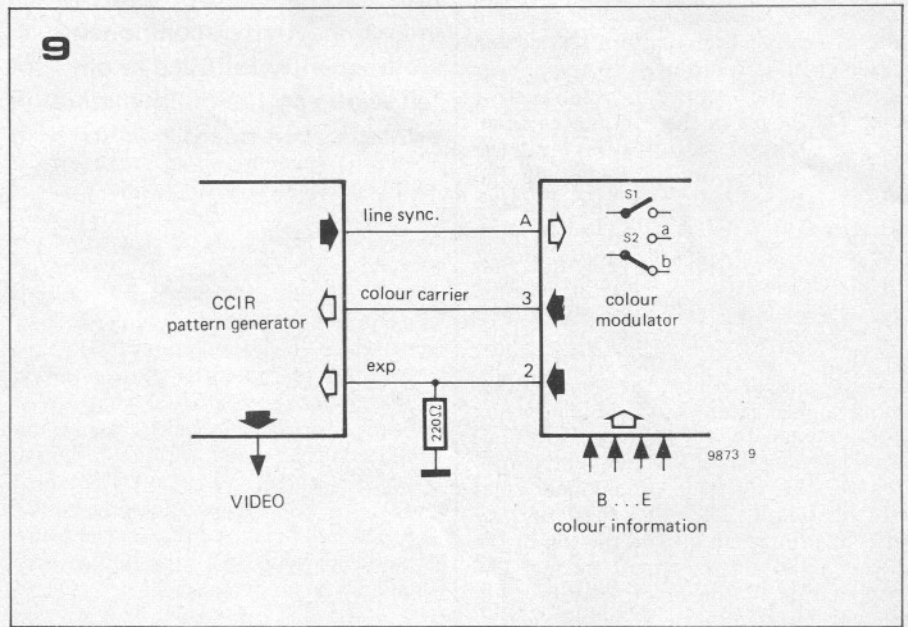 9
line sync.
A
S1
S2
a
b
CCIR
pattern generator
colour carrier
3
colour
modulator
exp
2
220Ω
9873 9
VIDEO
B . . . E
colour information